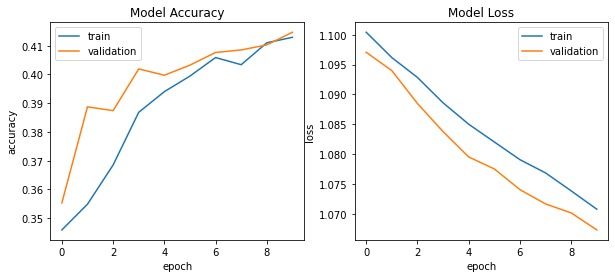 Model Accuracy
train
validation
0.41
0.40
0.39
0.38
0.37
0.36
0.35
accuracy
0 2 4 6 8
epoch
Model Loss
train
validation
1.100
1.095
1.090
1.085
1.080
1.075
1.070
loss
0 2 4 6 8
epoch